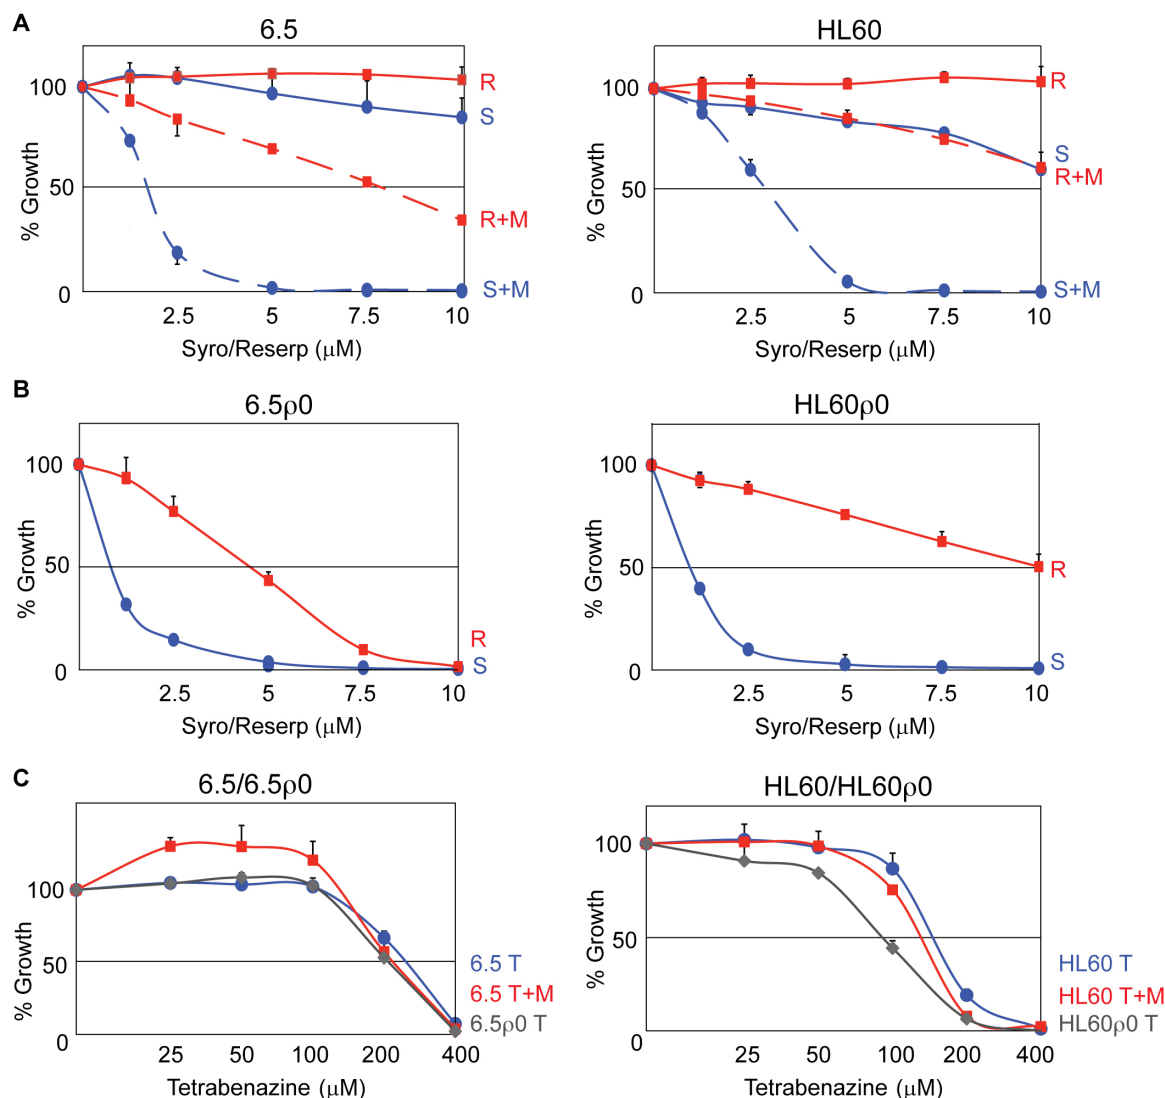 A
6.5
HL60
100
50
0
% Growth
R
S
R+M
S+M
2.5 5 7.5 10
Syro/Reserp (μM)
100
50
0
% Growth
R
S
R+M
S+M
2.5 5 7.5 10
Syro/Reserp (μM)
B
6.5ρ0
HL60ρ0
100
50
0
% Growth
R
S
2.5 5 7.5 10
Syro/Reserp (μM)
100
50
0
% Growth
R
S
2.5 5 7.5 10
Syro/Reserp (μM)
C
6.5/6.5ρ0
HL60/HL60ρ0
100
50
0
% Growth
6.5 T
6.5 T+M
6.5ρ0 T
25 50 100 200 400
Tetrabenazine (μM)
100
50
0
% Growth
HL60 T
HL60 T+M
HL60ρ0 T
25 50 100 200 400
Tetrabenazine (μM)